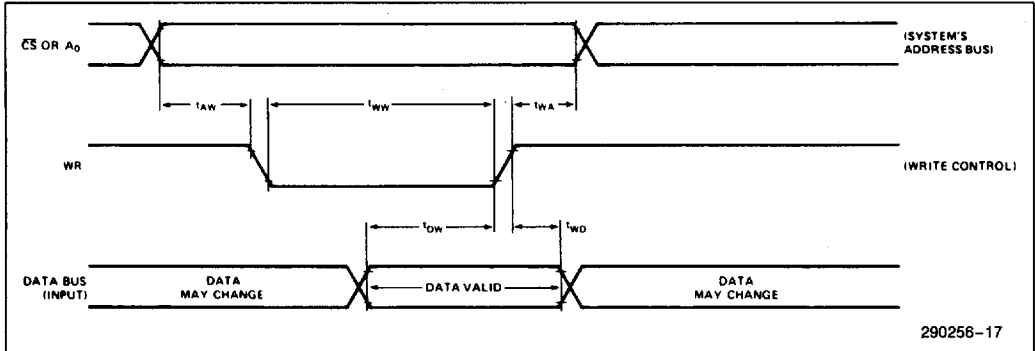 C̅S̅ OR A₀
(SYSTEM'S
ADDRESS BUS)
tAW
tWW
tWA
WR
(WRITE CONTROL)
tDW
tWD
DATA BUS
(INPUT)
DATA
MAY CHANGE
DATA VALID
DATA
MAY CHANGE
290256-17